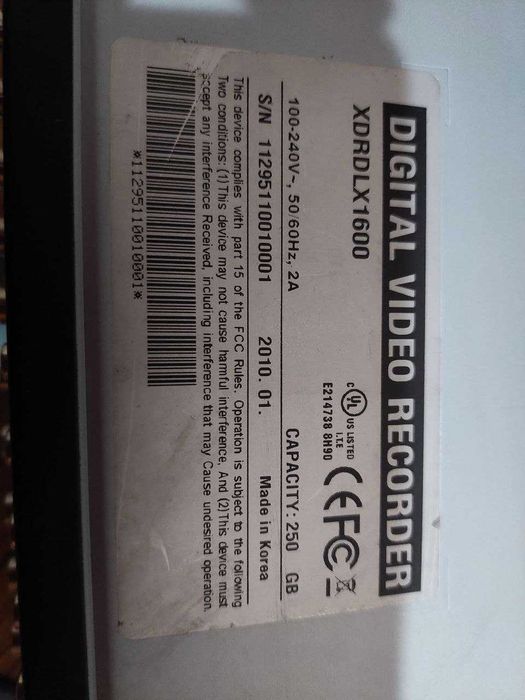 DIGITAL VIDEO RECORDER
XDRDLX1600
C UL US LISTED
I.T.E
E214738 8H90
CE FC
100-240V~, 50/60Hz, 2A CAPACITY: 250 GB
S/N 11295110010001 2010. 01. Made in Korea
This device complies with part 15 of the FCC Rules. Operation is subject to the following
Two conditions: (1)This device may not cause harmful interference, And (2)This device must
accept any interference Received, including interference that may Cause undesired operation.
*11295110010001*